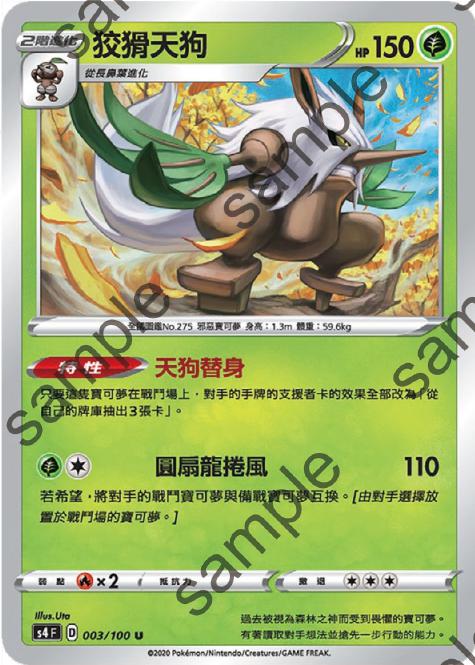 2階進化 狡猾天狗 HP 150
從長鼻葉進化
全國圖鑑No.275 邪惡寶可夢 身高：1.3m 體重：59.6kg
特性 天狗替身
只要這隻寶可夢在戰鬥場上，對手的手牌的支援者卡的效果全部改為「從
自己的牌庫抽出3張卡」。
圓扇龍捲風 110
若希望，將對手的戰鬥寶可夢與備戰寶可夢互換。[由對手選擇放
置於戰鬥場的寶可夢。]
弱點 ×2 抵抗力 撤退
Illus.Uta
s4 F D 003/100 U
過去被視為森林之神而受到畏懼的寶可夢。
有著讀取對手想法並搶先一步行動的能力。
©2020 Pokémon/Nintendo/Creatures/GAME FREAK.
sample
sample
sample
sample
sample
sample
sample